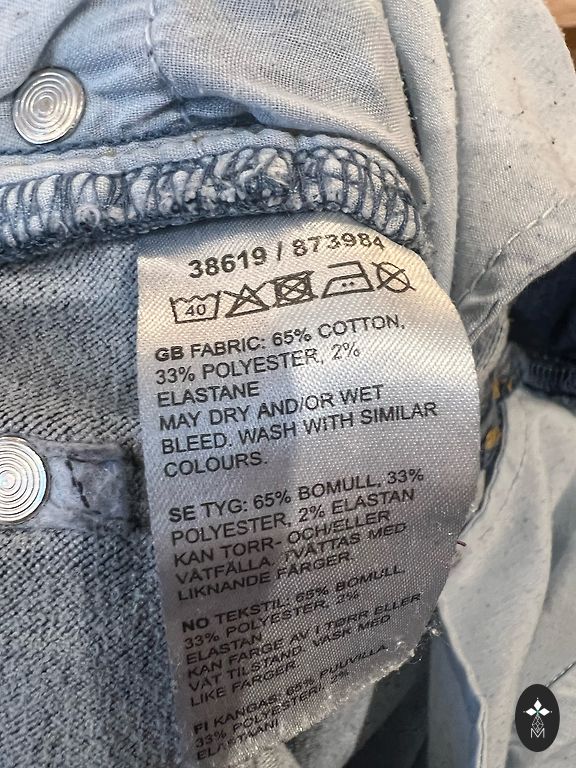 38619 / 873984
40
GB FABRIC: 65% COTTON,
33% POLYESTER, 2%
ELASTANE
MAY DRY AND/OR WET
BLEED. WASH WITH SIMILAR
COLOURS.
SE TYG: 65% BOMULL, 33%
POLYESTER, 2% ELASTAN
KAN TORR- OCH/ELLER
VÅTFÄLLA. TVÄTTAS MED
LIKNANDE FÄRGER.
NO TEKSTIL: 65% BOMULL,
33% POLYESTER, 2%
ELASTAN
KAN FARGE AV I TØRR ELLER
VÅT TILSTAND. VASK MED
LIKE FARGER.
FI KANGAS: 65% PUUVILLA,
33% POLYESTERI, 2%
ELASTAANI